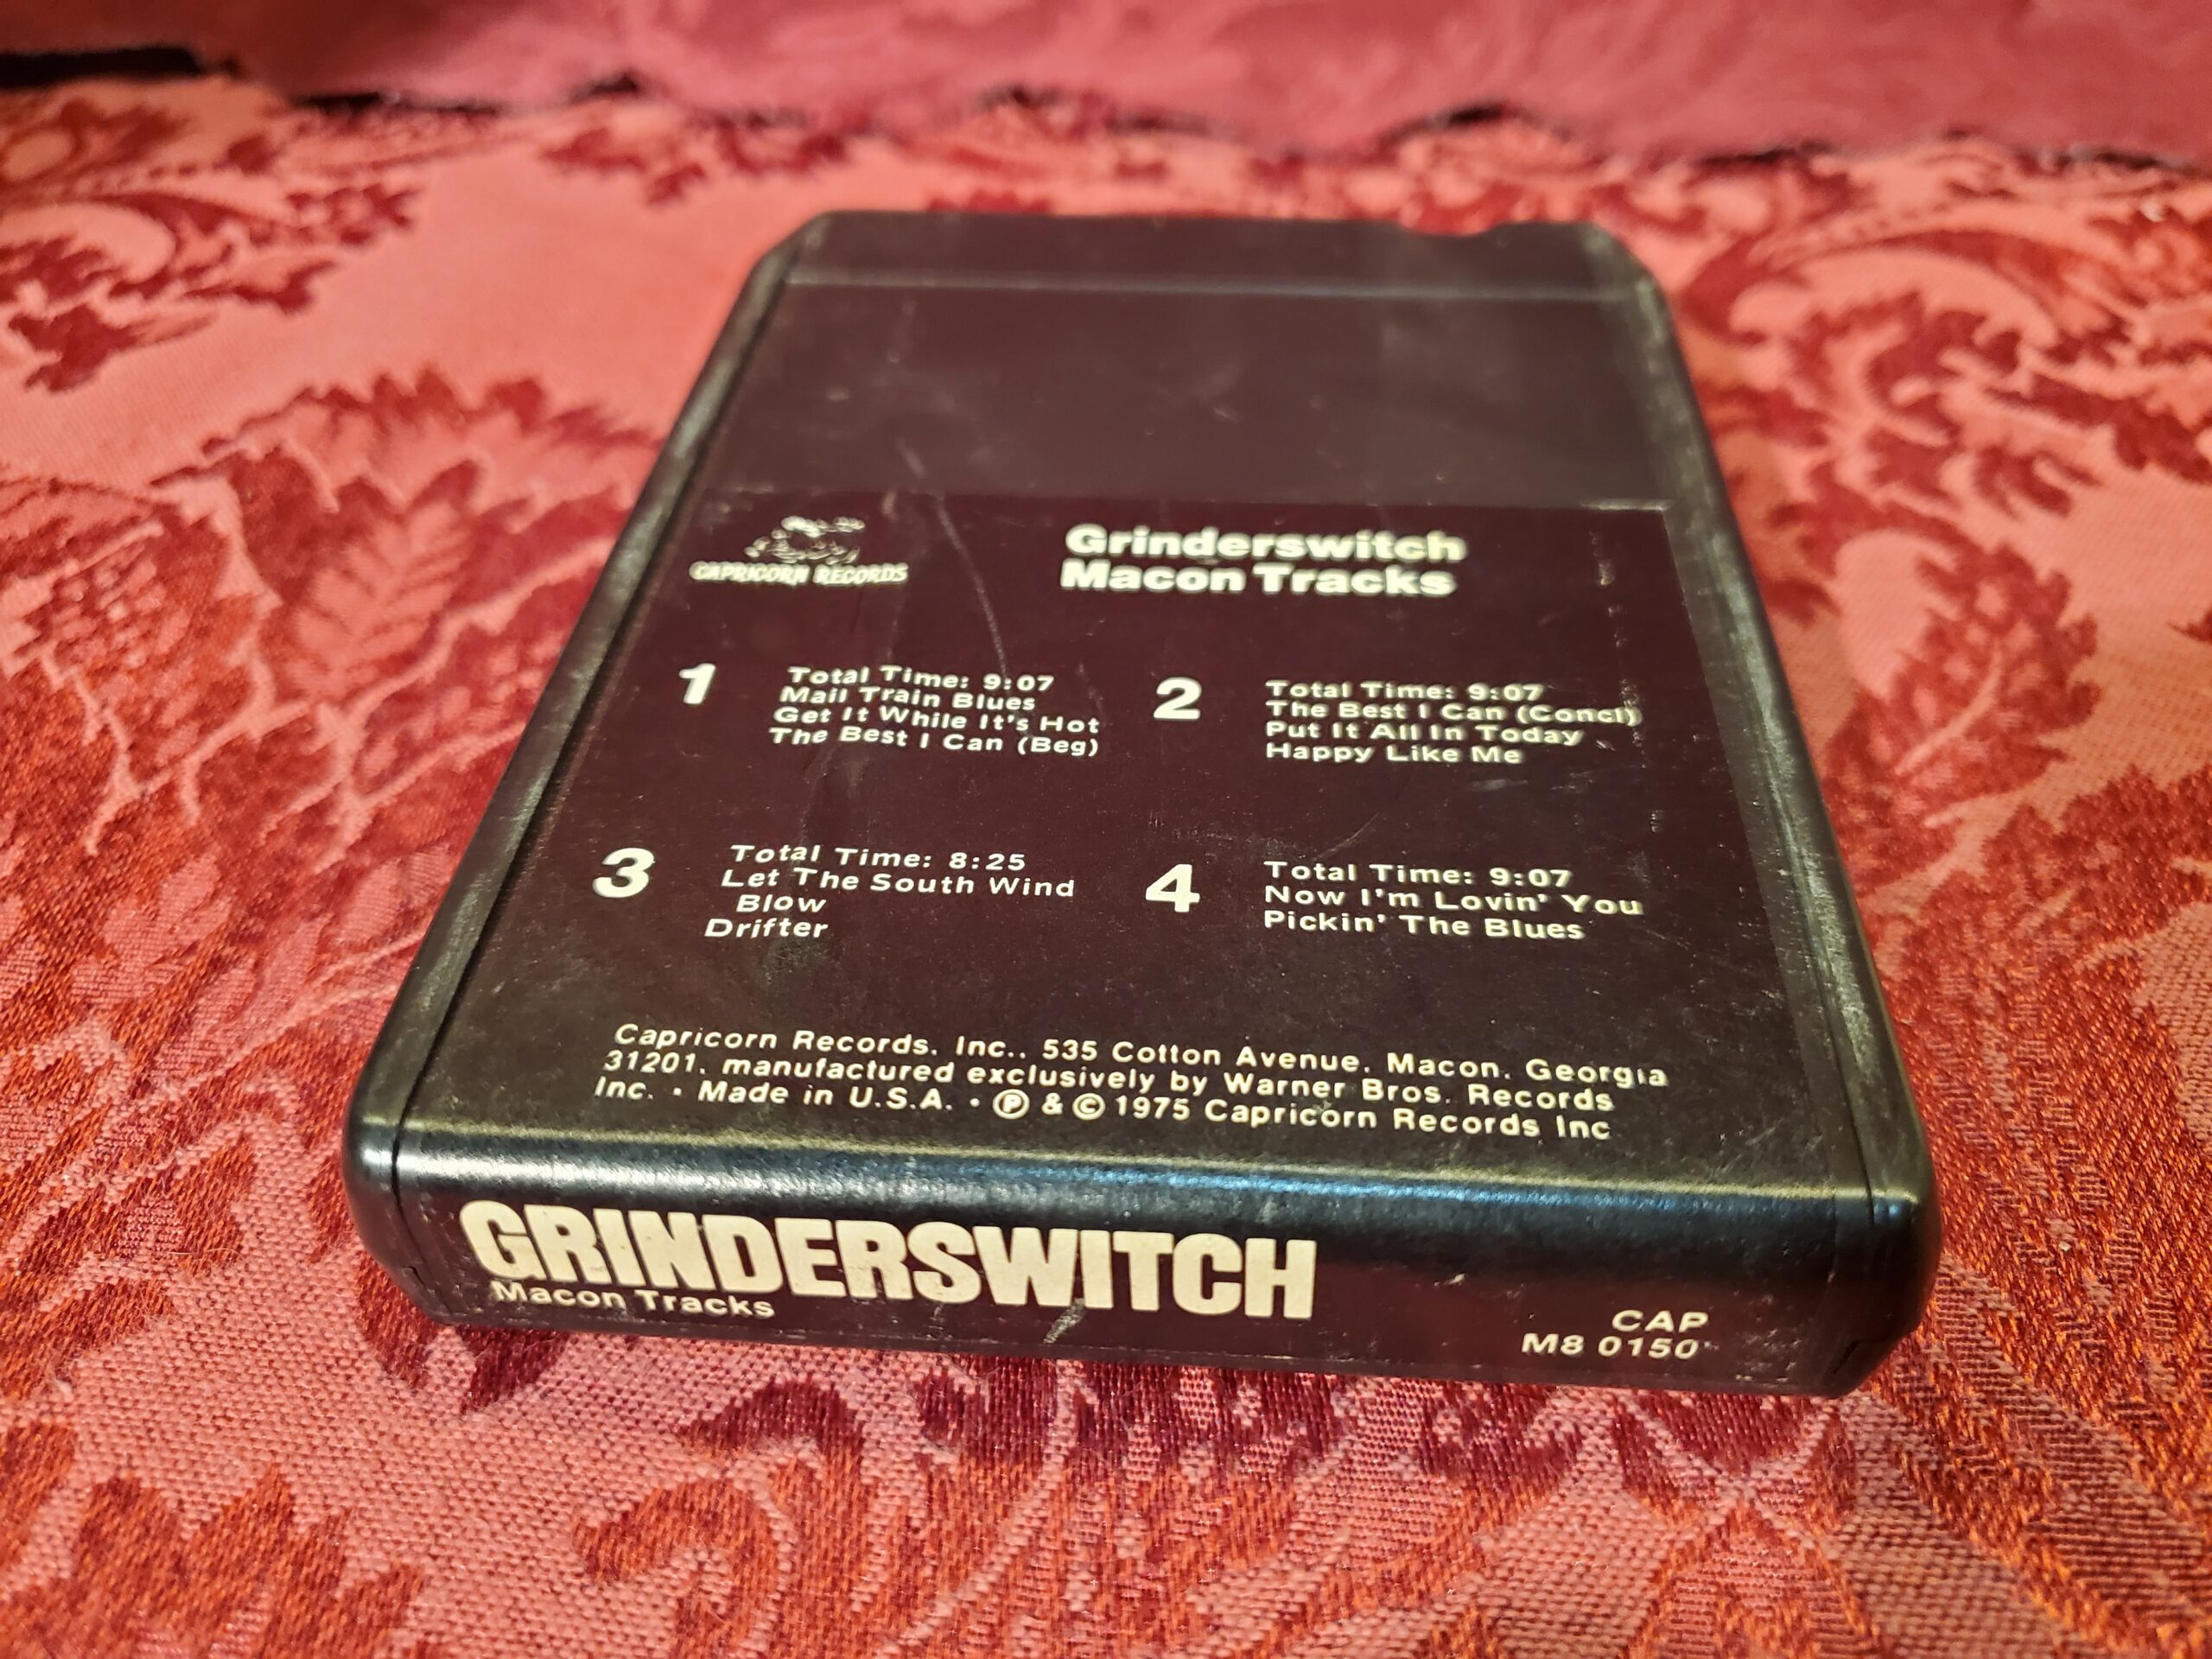 CAPRICORN RECORDS
Grinderswitch
Macon Tracks
1
Total Time: 9:07
Mail Train Blues
Get It While It's Hot
The Best I Can (Beg)
2
Total Time: 9:07
The Best I Can (Concl)
Put It All In Today
Happy Like Me
3
Total Time: 8:25
Let The South Wind
Blow
Drifter
4
Total Time: 9:07
Now I'm Lovin' You
Pickin' The Blues
Capricorn Records, Inc., 535 Cotton Avenue, Macon, Georgia
31201, manufactured exclusively by Warner Bros. Records
Inc. • Made in U.S.A. • ℗ & © 1975 Capricorn Records Inc
GRINDERSWITCH
Macon Tracks
CAP
M8 0150